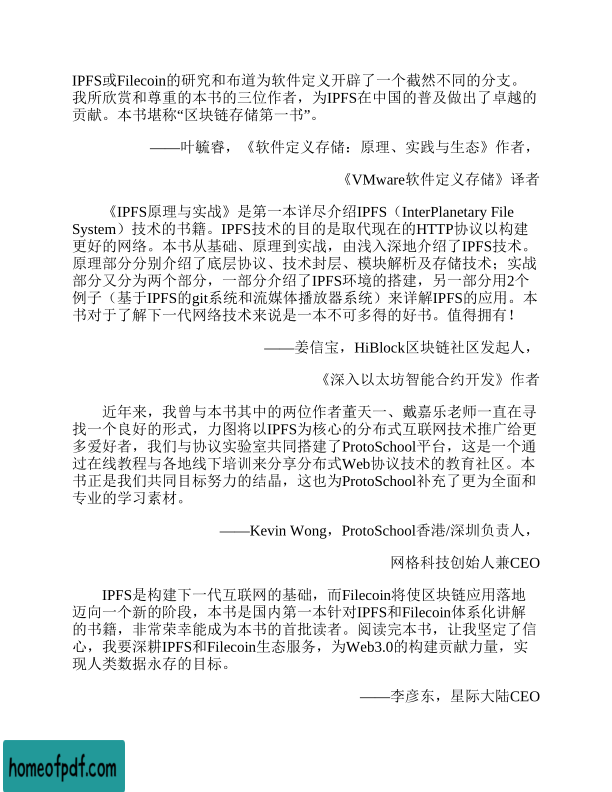 IPFS或Filecoin的研究和布道为软件定义开辟了一个截然不同的分支。
我所欣赏和尊重的本书的三位作者，为IPFS在中国的普及做出了卓越的
贡献。本书堪称“区块链存储第一书”。
——叶毓睿，《软件定义存储：原理、实践与生态》作者，
《VMware软件定义存储》译者
《IPFS原理与实战》是第一本详尽介绍IPFS（InterPlanetary File
System）技术的书籍。IPFS技术的目的是取代现在的HTTP协议以构建
更好的网络。本书从基础、原理到实战，由浅入深地介绍了IPFS技术。
原理部分分别介绍了底层协议、技术封层、模块解析及存储技术；实战
部分又分为两个部分，一部分介绍了IPFS环境的搭建，另一部分用2个
例子（基于IPFS的git系统和流媒体播放器系统）来详解IPFS的应用。本
书对于了解下一代网络技术来说是一本不可多得的好书。值得拥有！
——姜信宝，HiBlock区块链社区发起人，
《深入以太坊智能合约开发》作者
近年来，我曾与本书其中的两位作者董天一、戴嘉乐老师一直在寻
找一个良好的形式，力图将以IPFS为核心的分布式互联网技术推广给更
多爱好者，我们与协议实验室共同搭建了ProtoSchool平台，这是一个通
过在线教程与各地线下培训来分享分布式Web协议技术的教育社区。本
书正是我们共同目标努力的结晶，这也为ProtoSchool补充了更为全面和
专业的学习素材。
——Kevin Wong，ProtoSchool香港/深圳负责人，
网格科技创始人兼CEO
IPFS是构建下一代互联网的基础，而Filecoin将使区块链应用落地
迈向一个新的阶段，本书是国内第一本针对IPFS和Filecoin体系化讲解
的书籍，非常荣幸能成为本书的首批读者。阅读完本书，让我坚定了信
心，我要深耕IPFS和Filecoin生态服务，为Web3.0的构建贡献力量，实
现人类数据永存的目标。
——李彦东，星际大陆CEO
homeofpdf.com